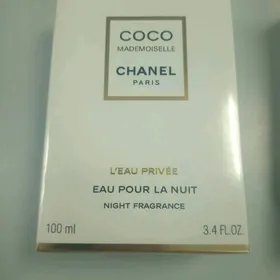 COCO
MADEMOISELLE
CHANEL
PARIS
L'EAU PRIVÉE
EAU POUR LA NUIT
NIGHT FRAGRANCE
100 ml 3.4 FL.OZ.